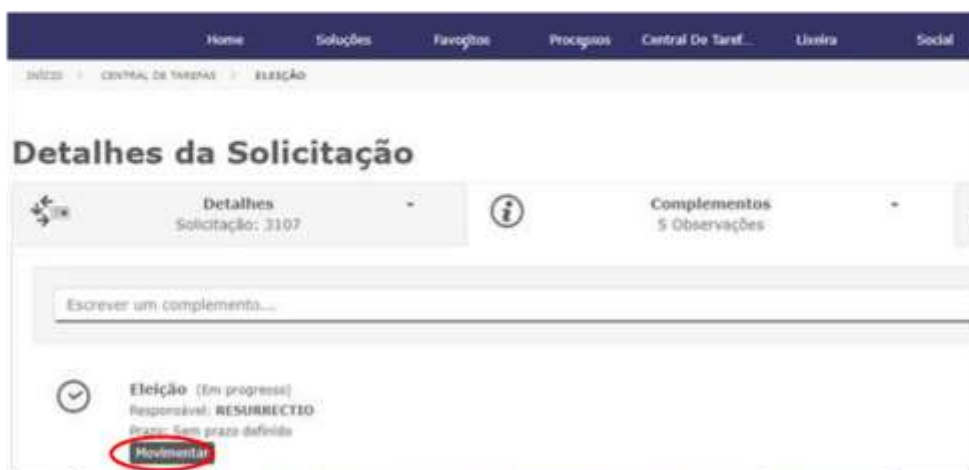 Home Soluções Favoritos Processos Central De Taref... Lixeira Social
INÍCIO CENTRAL DE TAREFAS ELEIÇÃO
Detalhes da Solicitação
Detalhes
Solicitação: 3107
Complementos
5 Observações
Escrever um complemento...
Eleição (Em progresso)
Responsável: RESURRECTIO
Prazo: Sem prazo definido
Movimentar